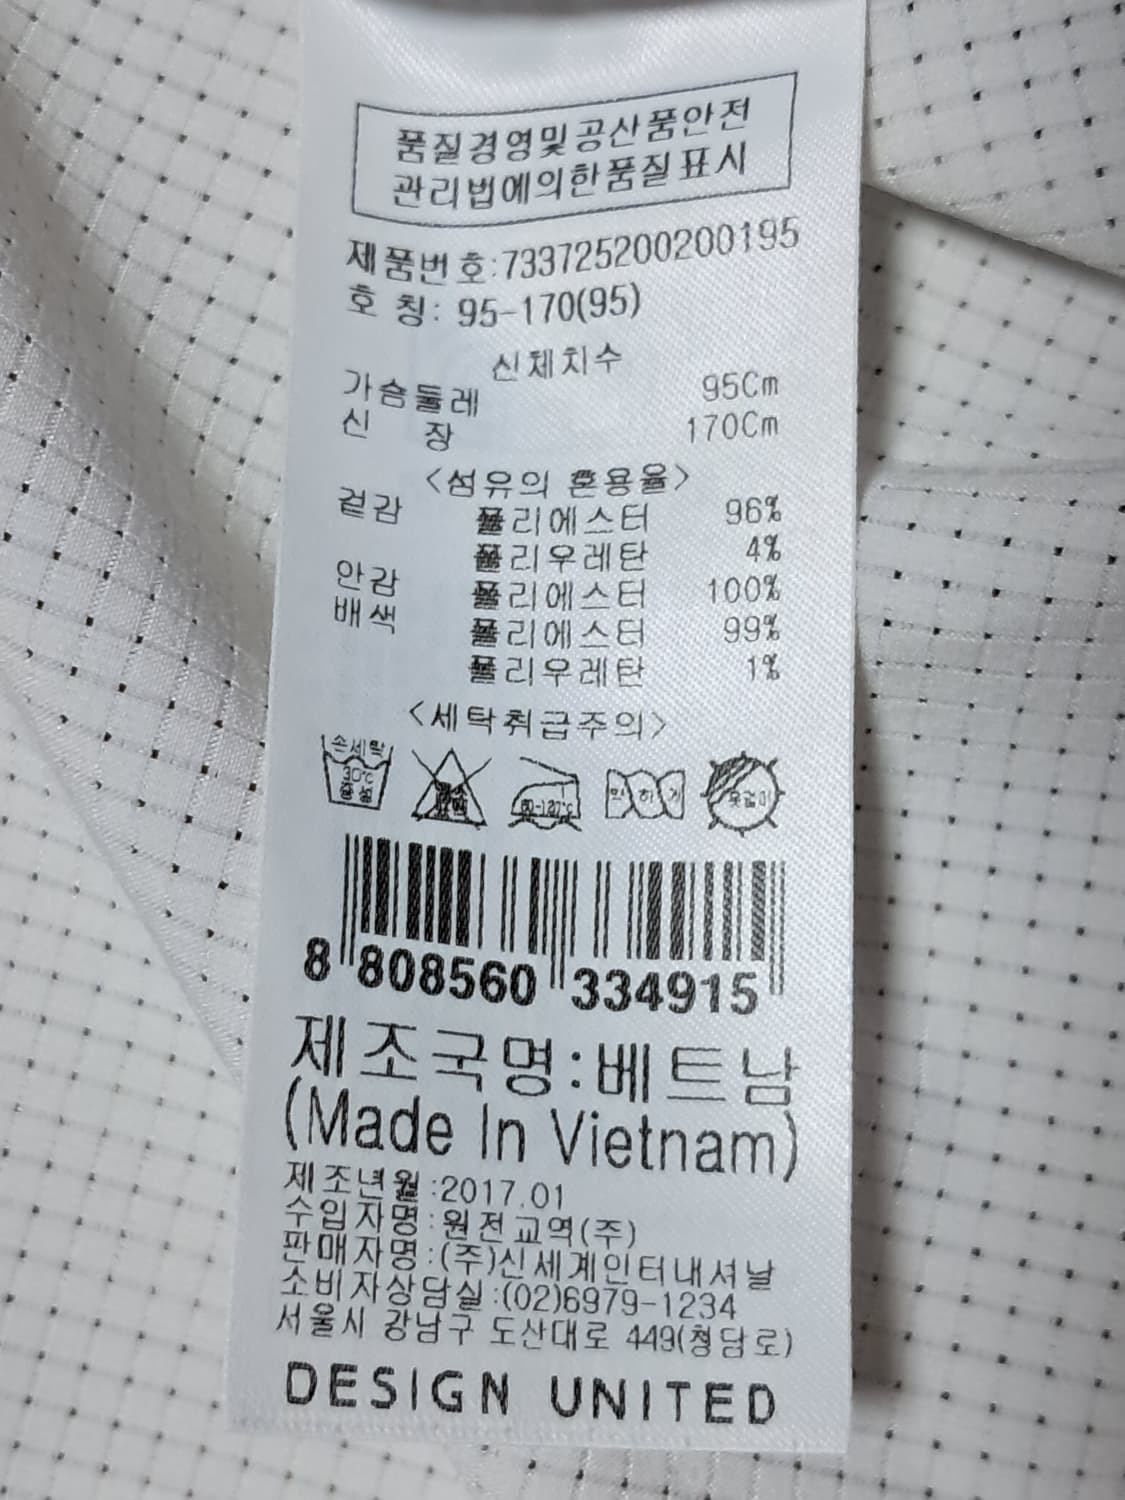 품질경영및공산품안전
관리법에의한품질표시
제품번호:733725200200195
호 칭: 95-170(95)
신체치수
가슴둘레 95Cm
신 장 170Cm
<섬유의 혼용율>
겉감 폴리에스터 96%
폴리우레탄 4%
안감 폴리에스터 100%
배색 폴리에스터 99%
폴리우레탄 1%
<세탁취급주의>
손세탁
30℃
중성
약하게
옷걸이
8 808560 334915
제조국명:베트남
(Made In Vietnam)
제조년월:2017.01
수입자명:원전교역(주)
판매자명:(주)신세계인터내셔날
소비자상담실:(02)6979-1234
서울시 강남구 도산대로 449(청담로)
DESIGN UNITED